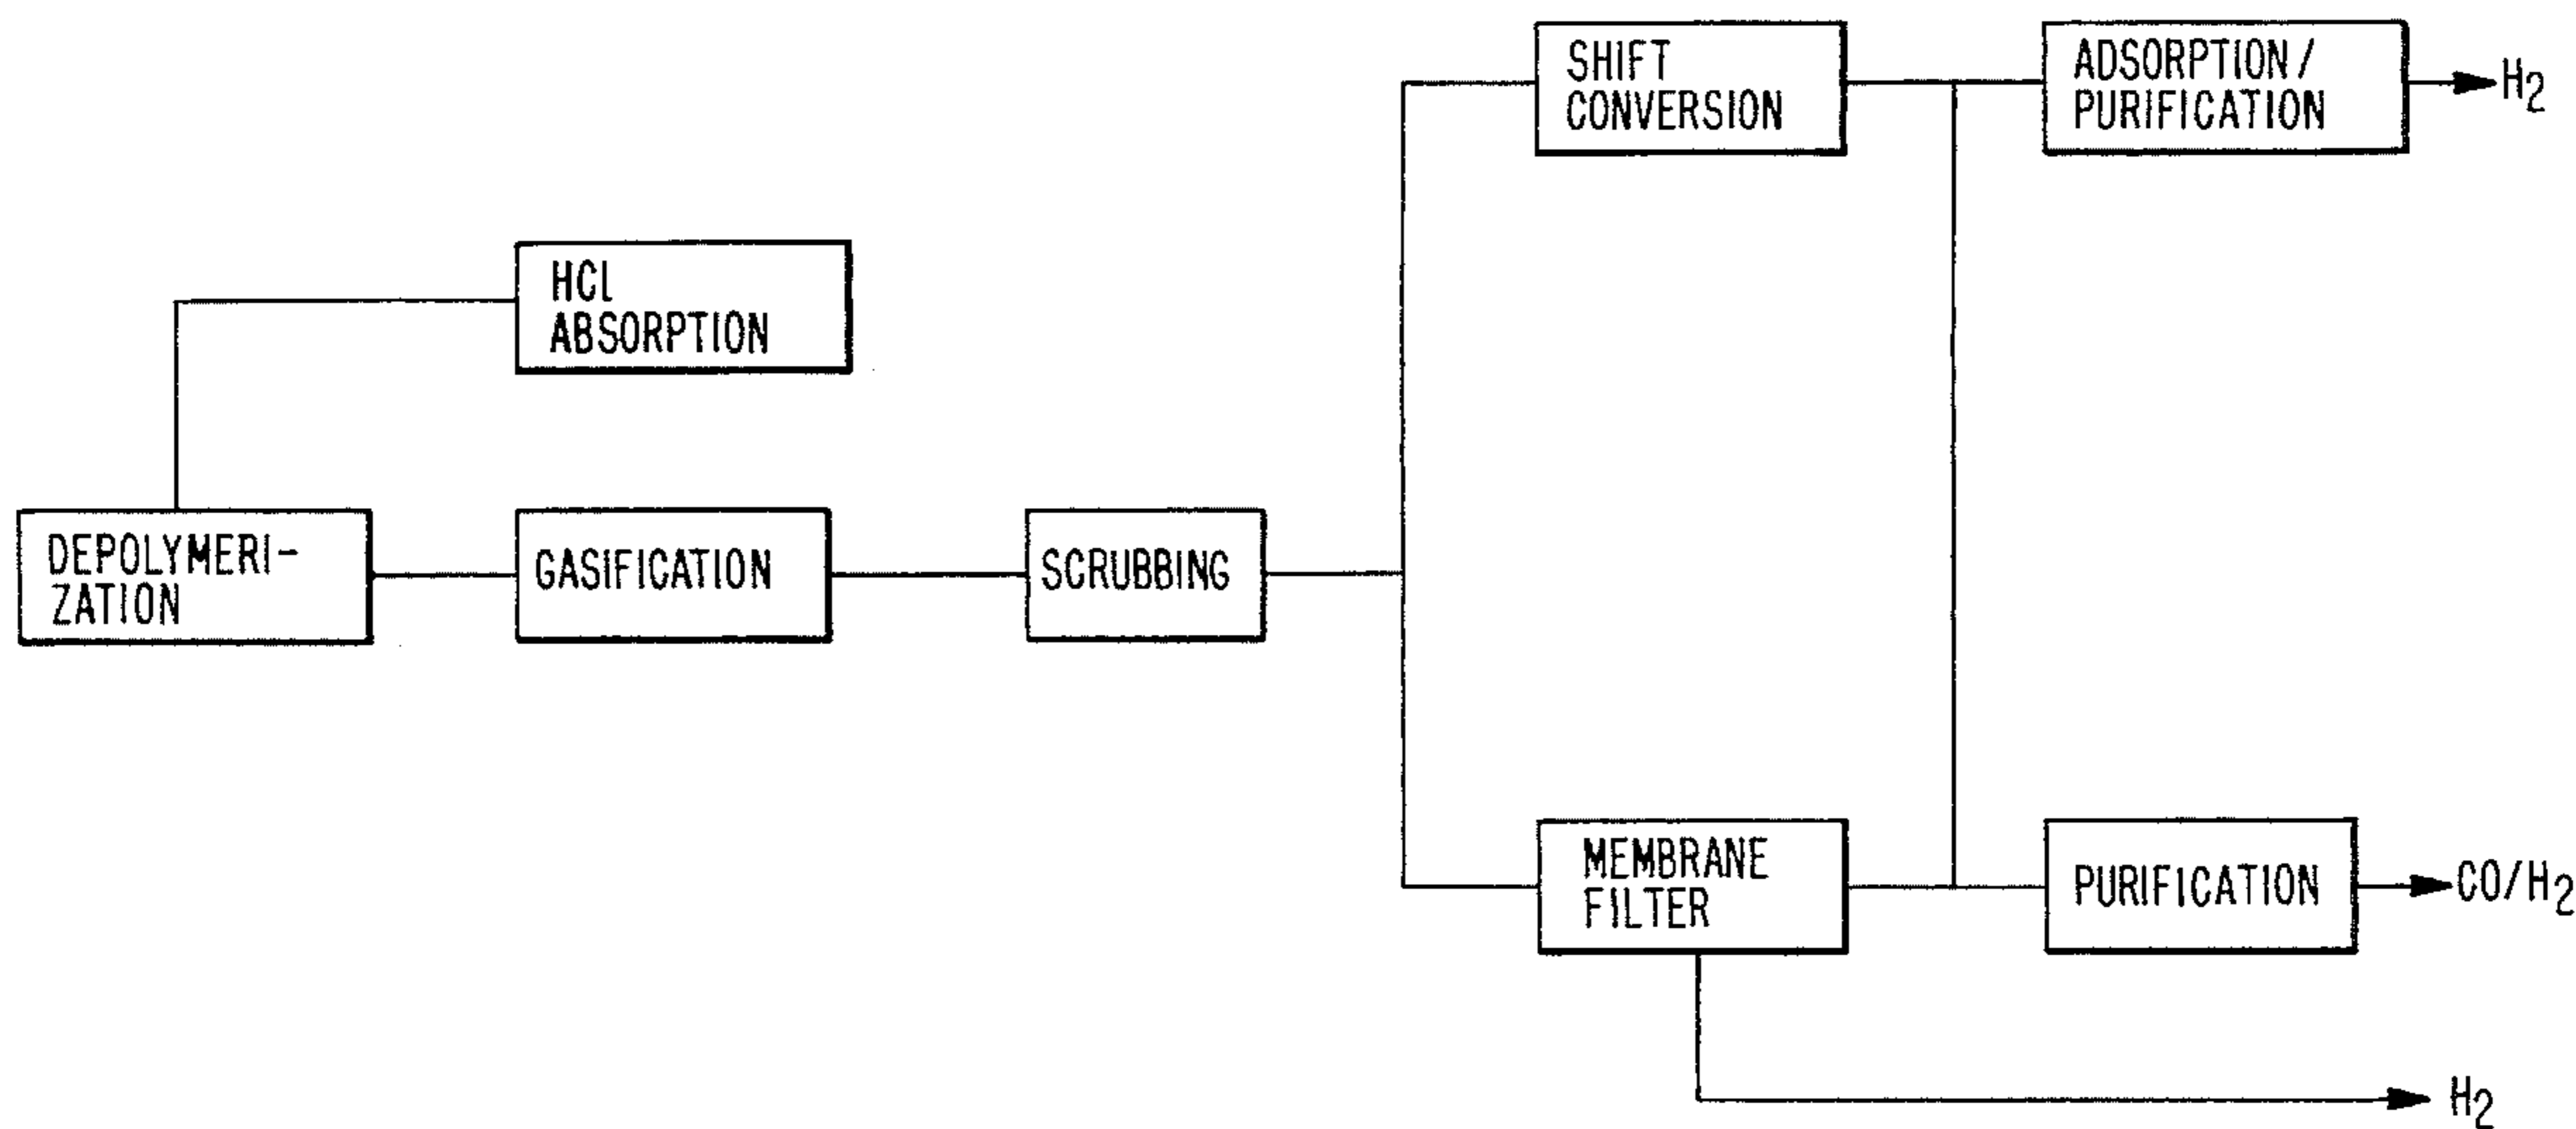 SHIFT
CONVERSION
ADSORPTION/
PURIFICATION
H2
HCl
ABSORPTION
DEPOLYMERI-
ZATION
GASIFICATION
SCRUBBING
MEMBRANE
FILTER
PURIFICATION
CO/H2
H2